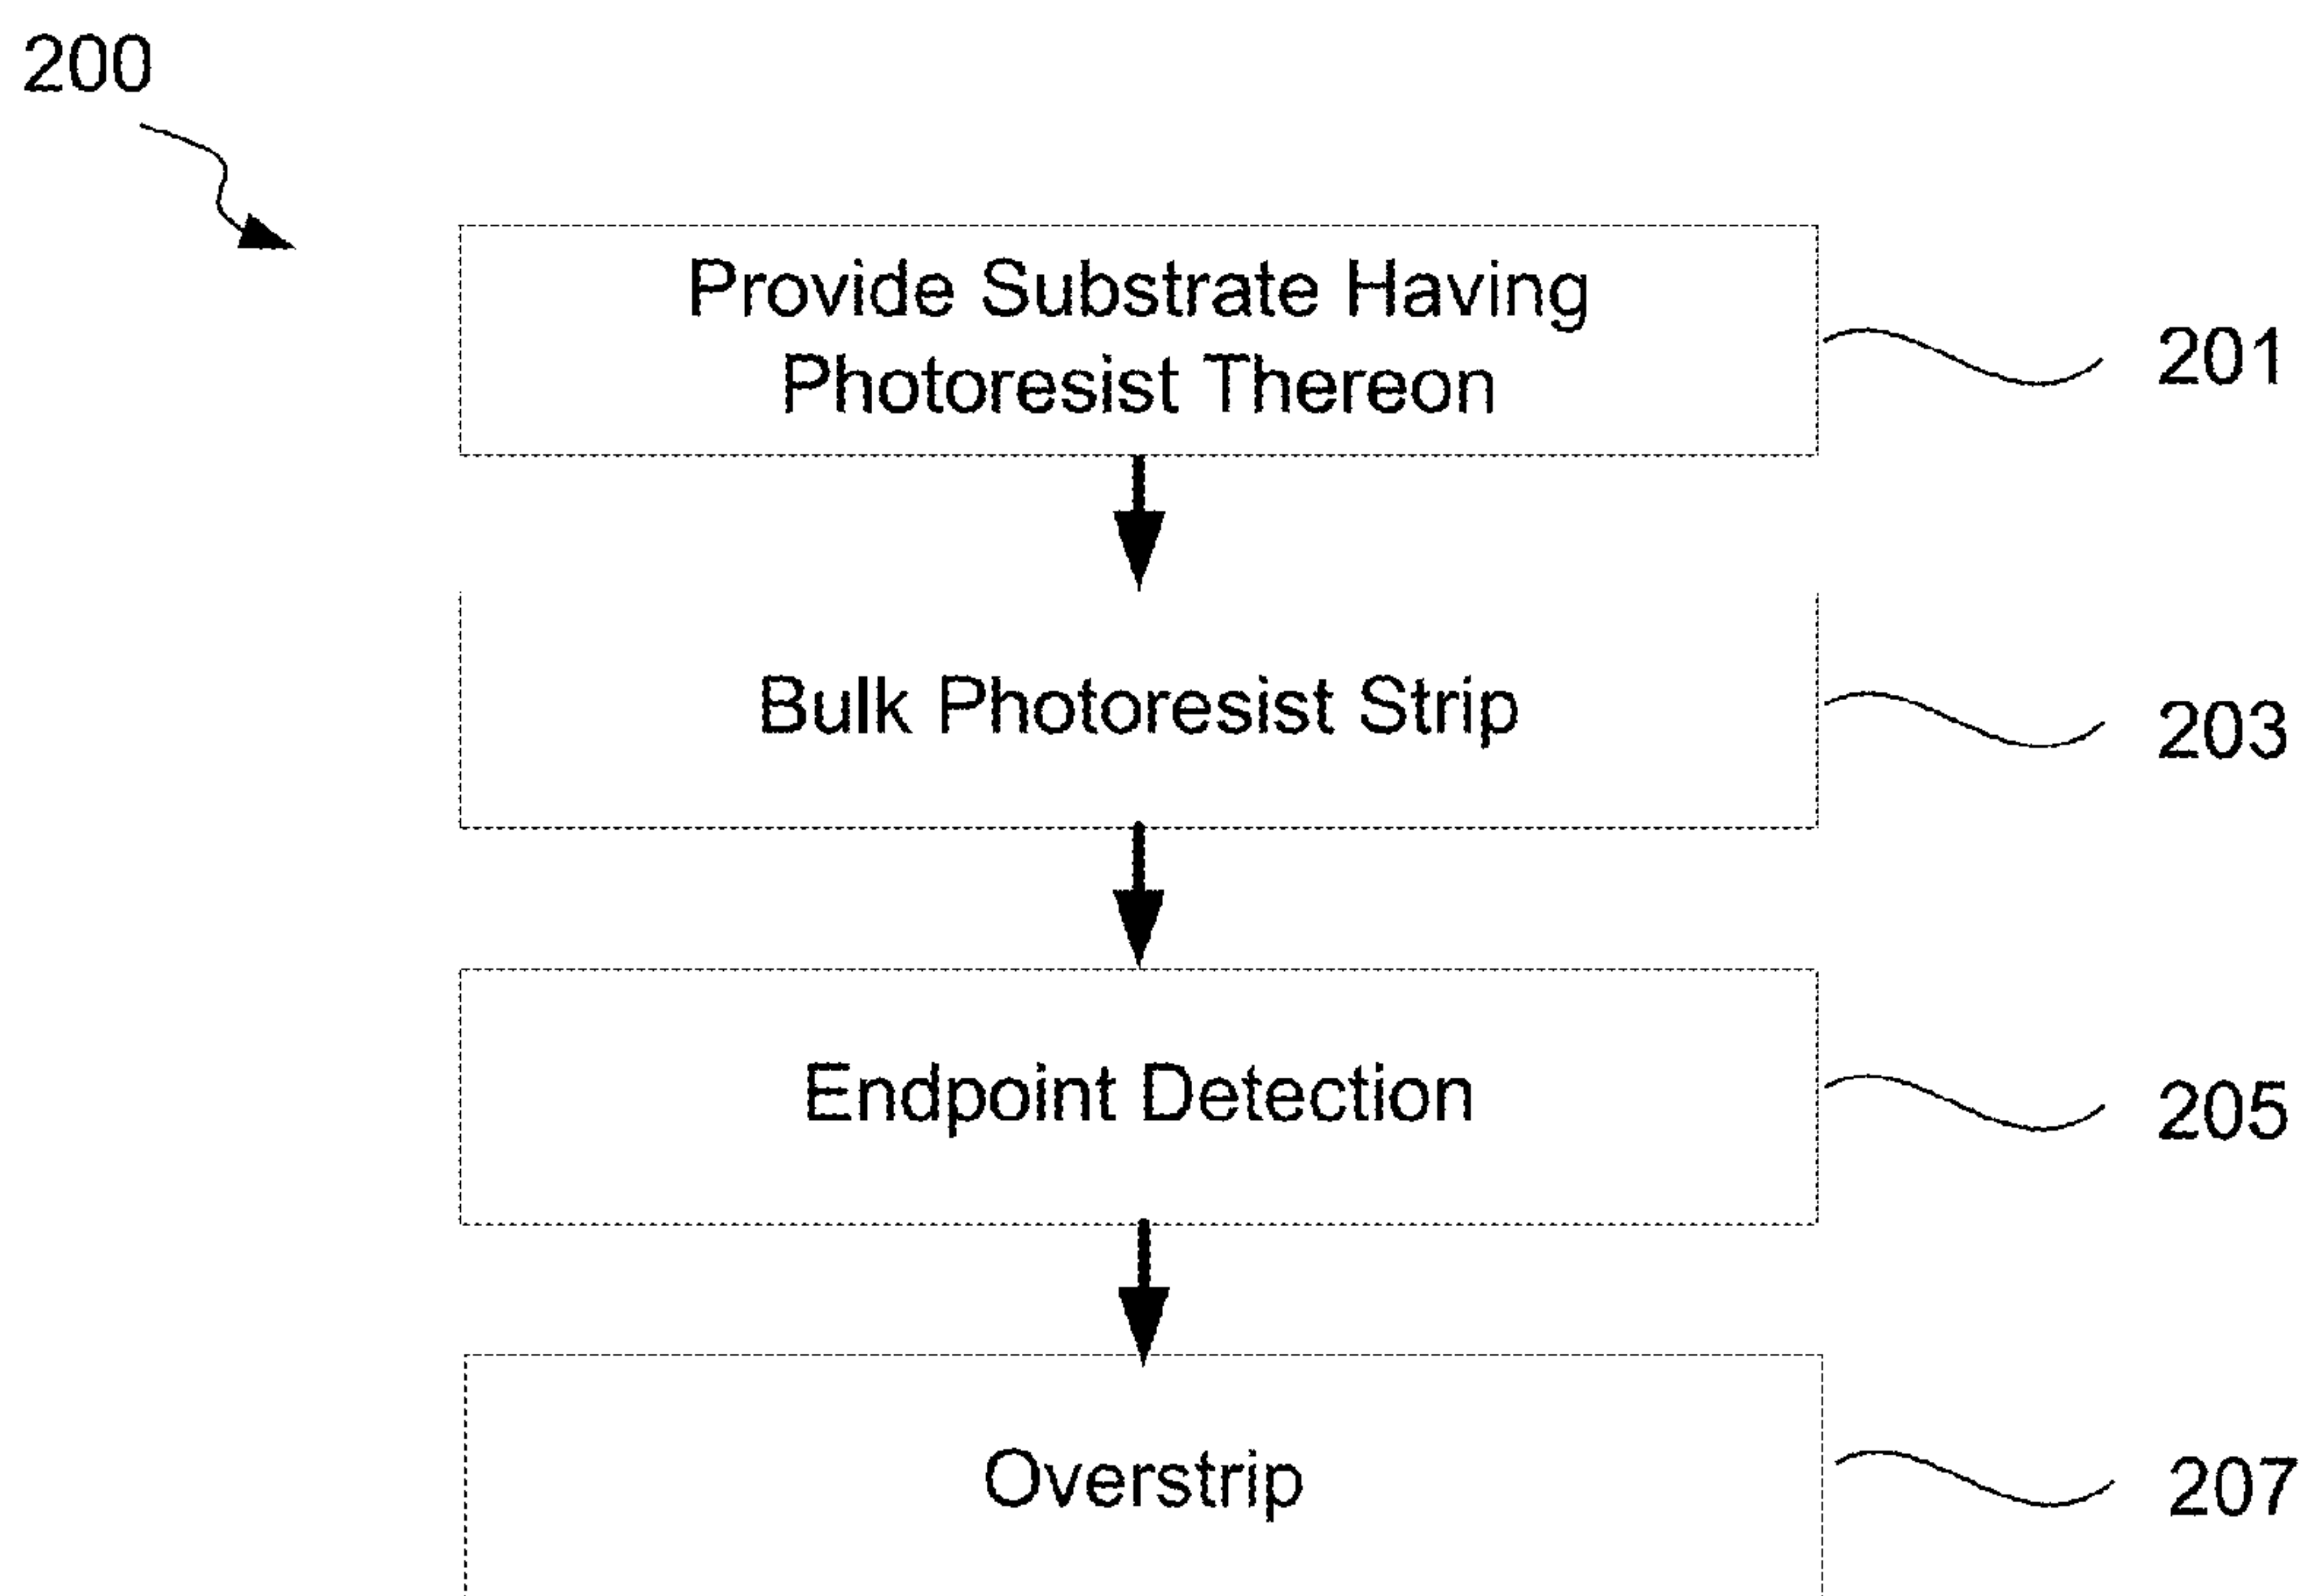 200
Provide Substrate Having
Photoresist Thereon
201
Bulk Photoresist Strip
203
Endpoint Detection
205
Overstrip
207